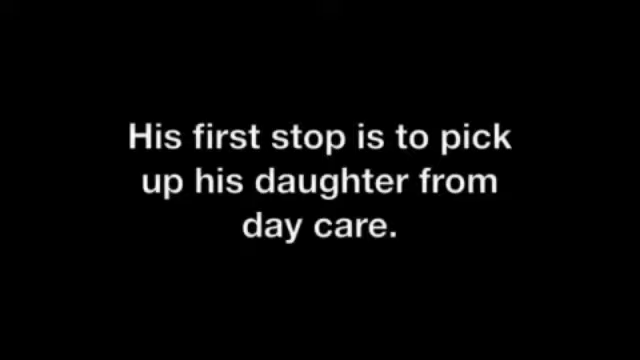 His first stop is to pick
up his daughter from
day care.